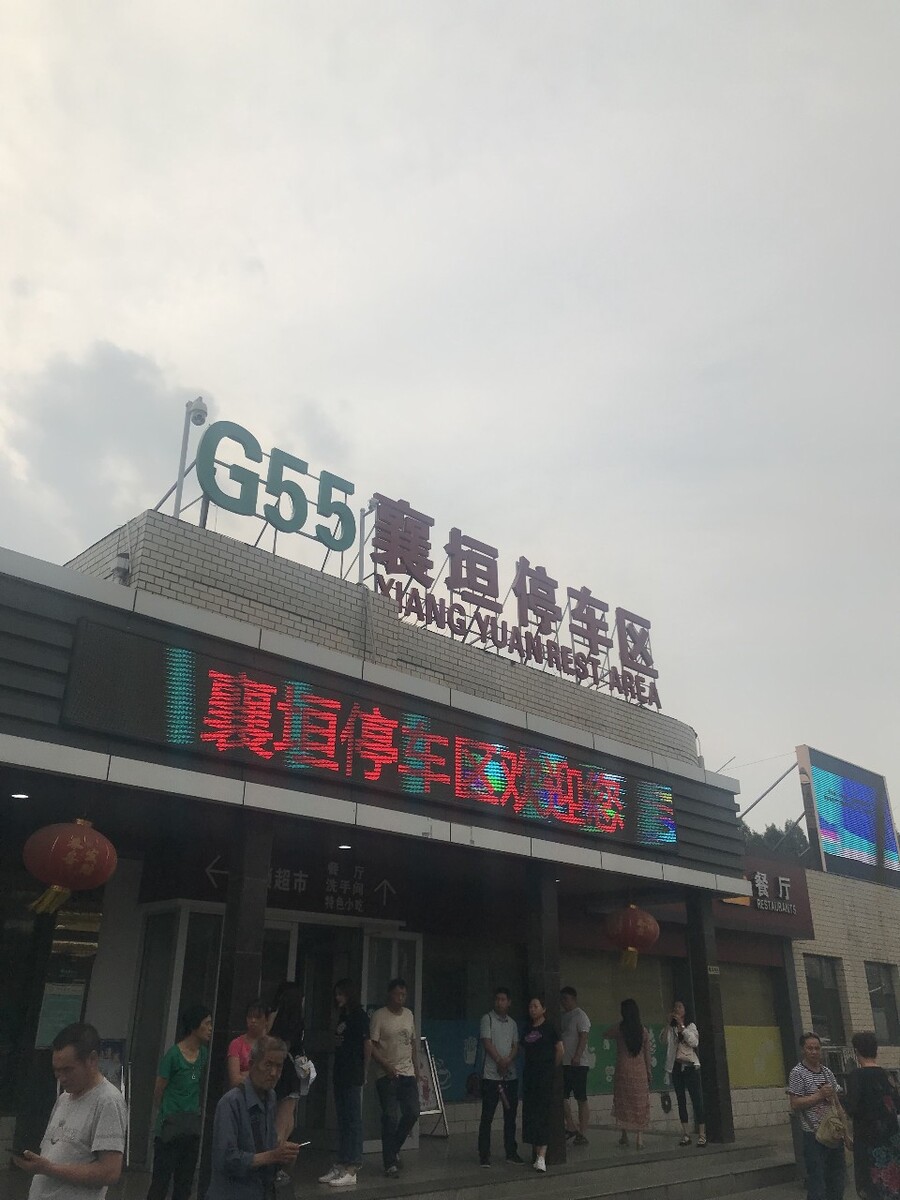 G55
襄垣停车区
XIANG YUAN REST AREA
襄垣停车区欢迎您
超市
餐厅
洗手间
特色小吃
餐厅
RESTAURANTS